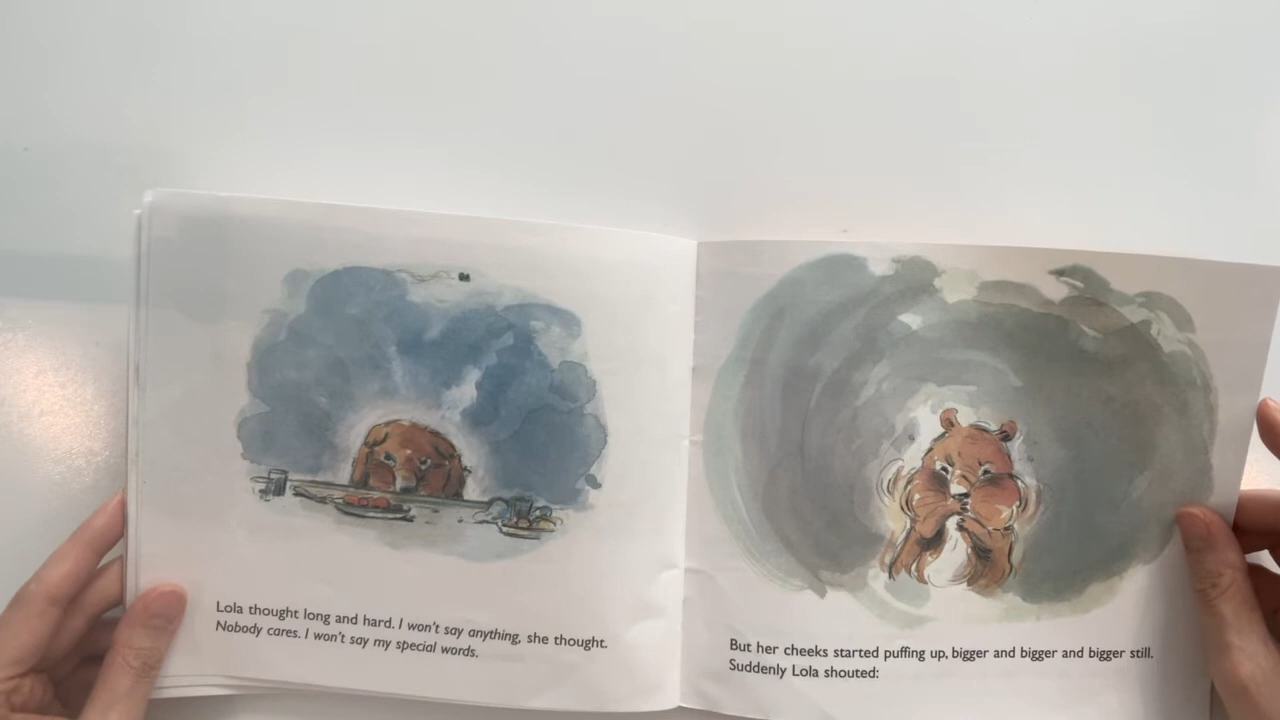 Lola thought long and hard. I won't say anything, she thought.
Nobody cares. I won't say my special words.
But her cheeks started puffing up, bigger and bigger and bigger still.
Suddenly Lola shouted: